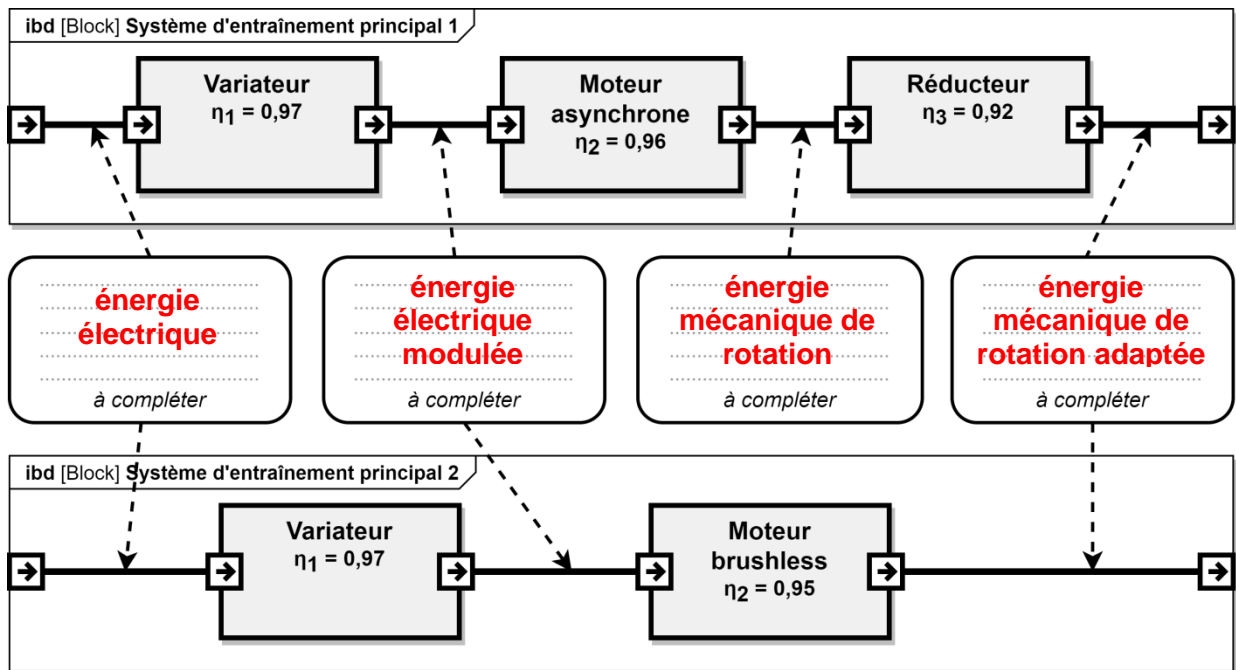 ibd [Block] Système d'entraînement principal 1
Variateur
η1 = 0,97
Moteur
asynchrone
η2 = 0,96
Réducteur
η3 = 0,92
énergie
électrique
à compléter
énergie
électrique
modulée
à compléter
énergie
mécanique de
rotation
à compléter
énergie
mécanique de
rotation adaptée
à compléter
ibd [Block] Système d'entraînement principal 2
Variateur
η1 = 0,97
Moteur
brushless
η2 = 0,95